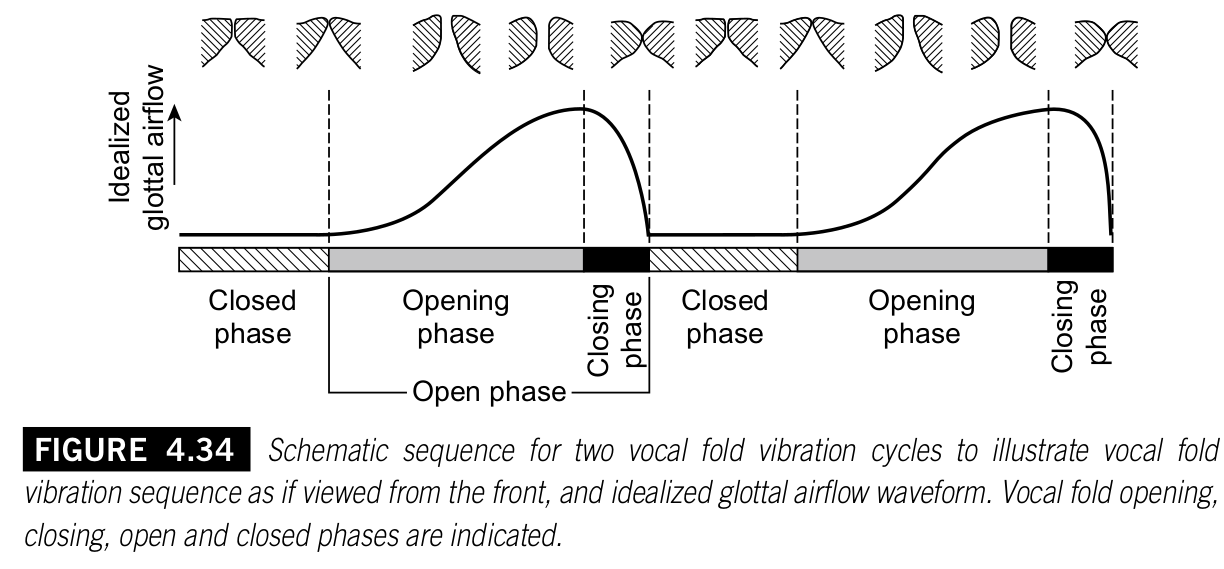 Idealized
glottal airflow
Closed
phase
Opening
phase
Closing
phase
Closed
phase
Opening
phase
Closing
phase
Open phase
FIGURE 4.34 Schematic sequence for two vocal fold vibration cycles to illustrate vocal fold
vibration sequence as if viewed from the front, and idealized glottal airflow waveform. Vocal fold opening,
closing, open and closed phases are indicated.